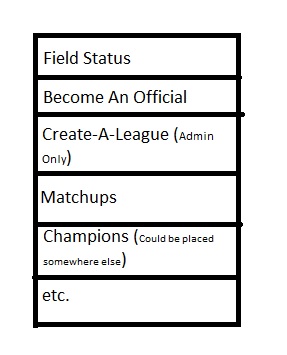 Field Status
Become An Official
Create-A-League (Admin
Only)
Matchups
Champions (Could be placed
somewhere else)
etc.